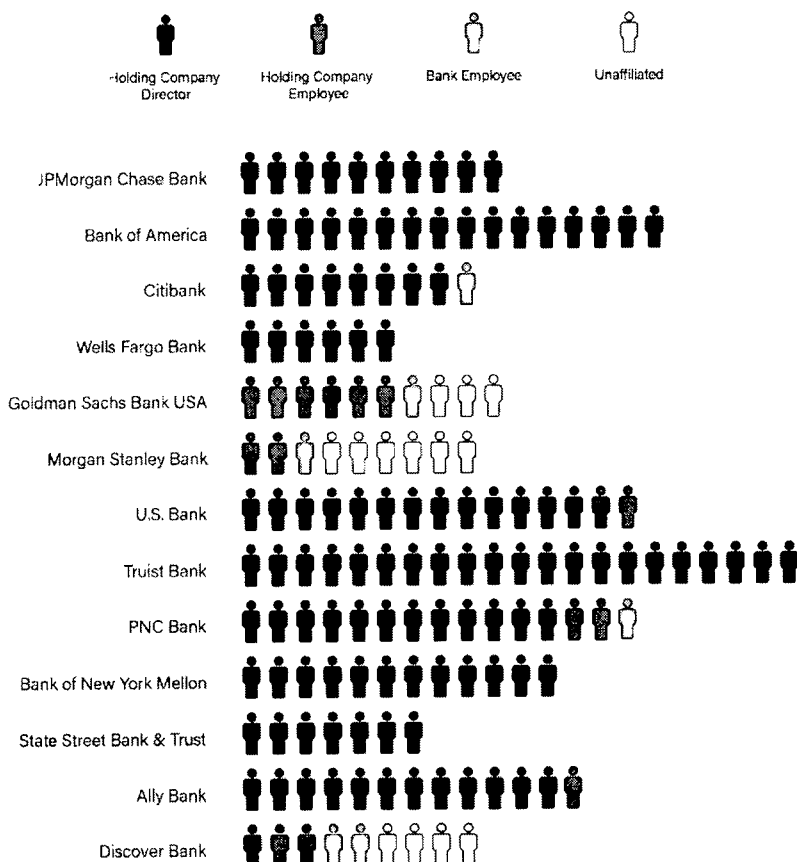 Holding Company
Director
Holding Company
Employee
Bank Employee
Unaffiliated
JPMorgan Chase Bank
Bank of America
Citibank
Wells Fargo Bank
Goldman Sachs Bank USA
Morgan Stanley Bank
U.S. Bank
Truist Bank
PNC Bank
Bank of New York Mellon
State Street Bank & Trust
Ally Bank
Discover Bank